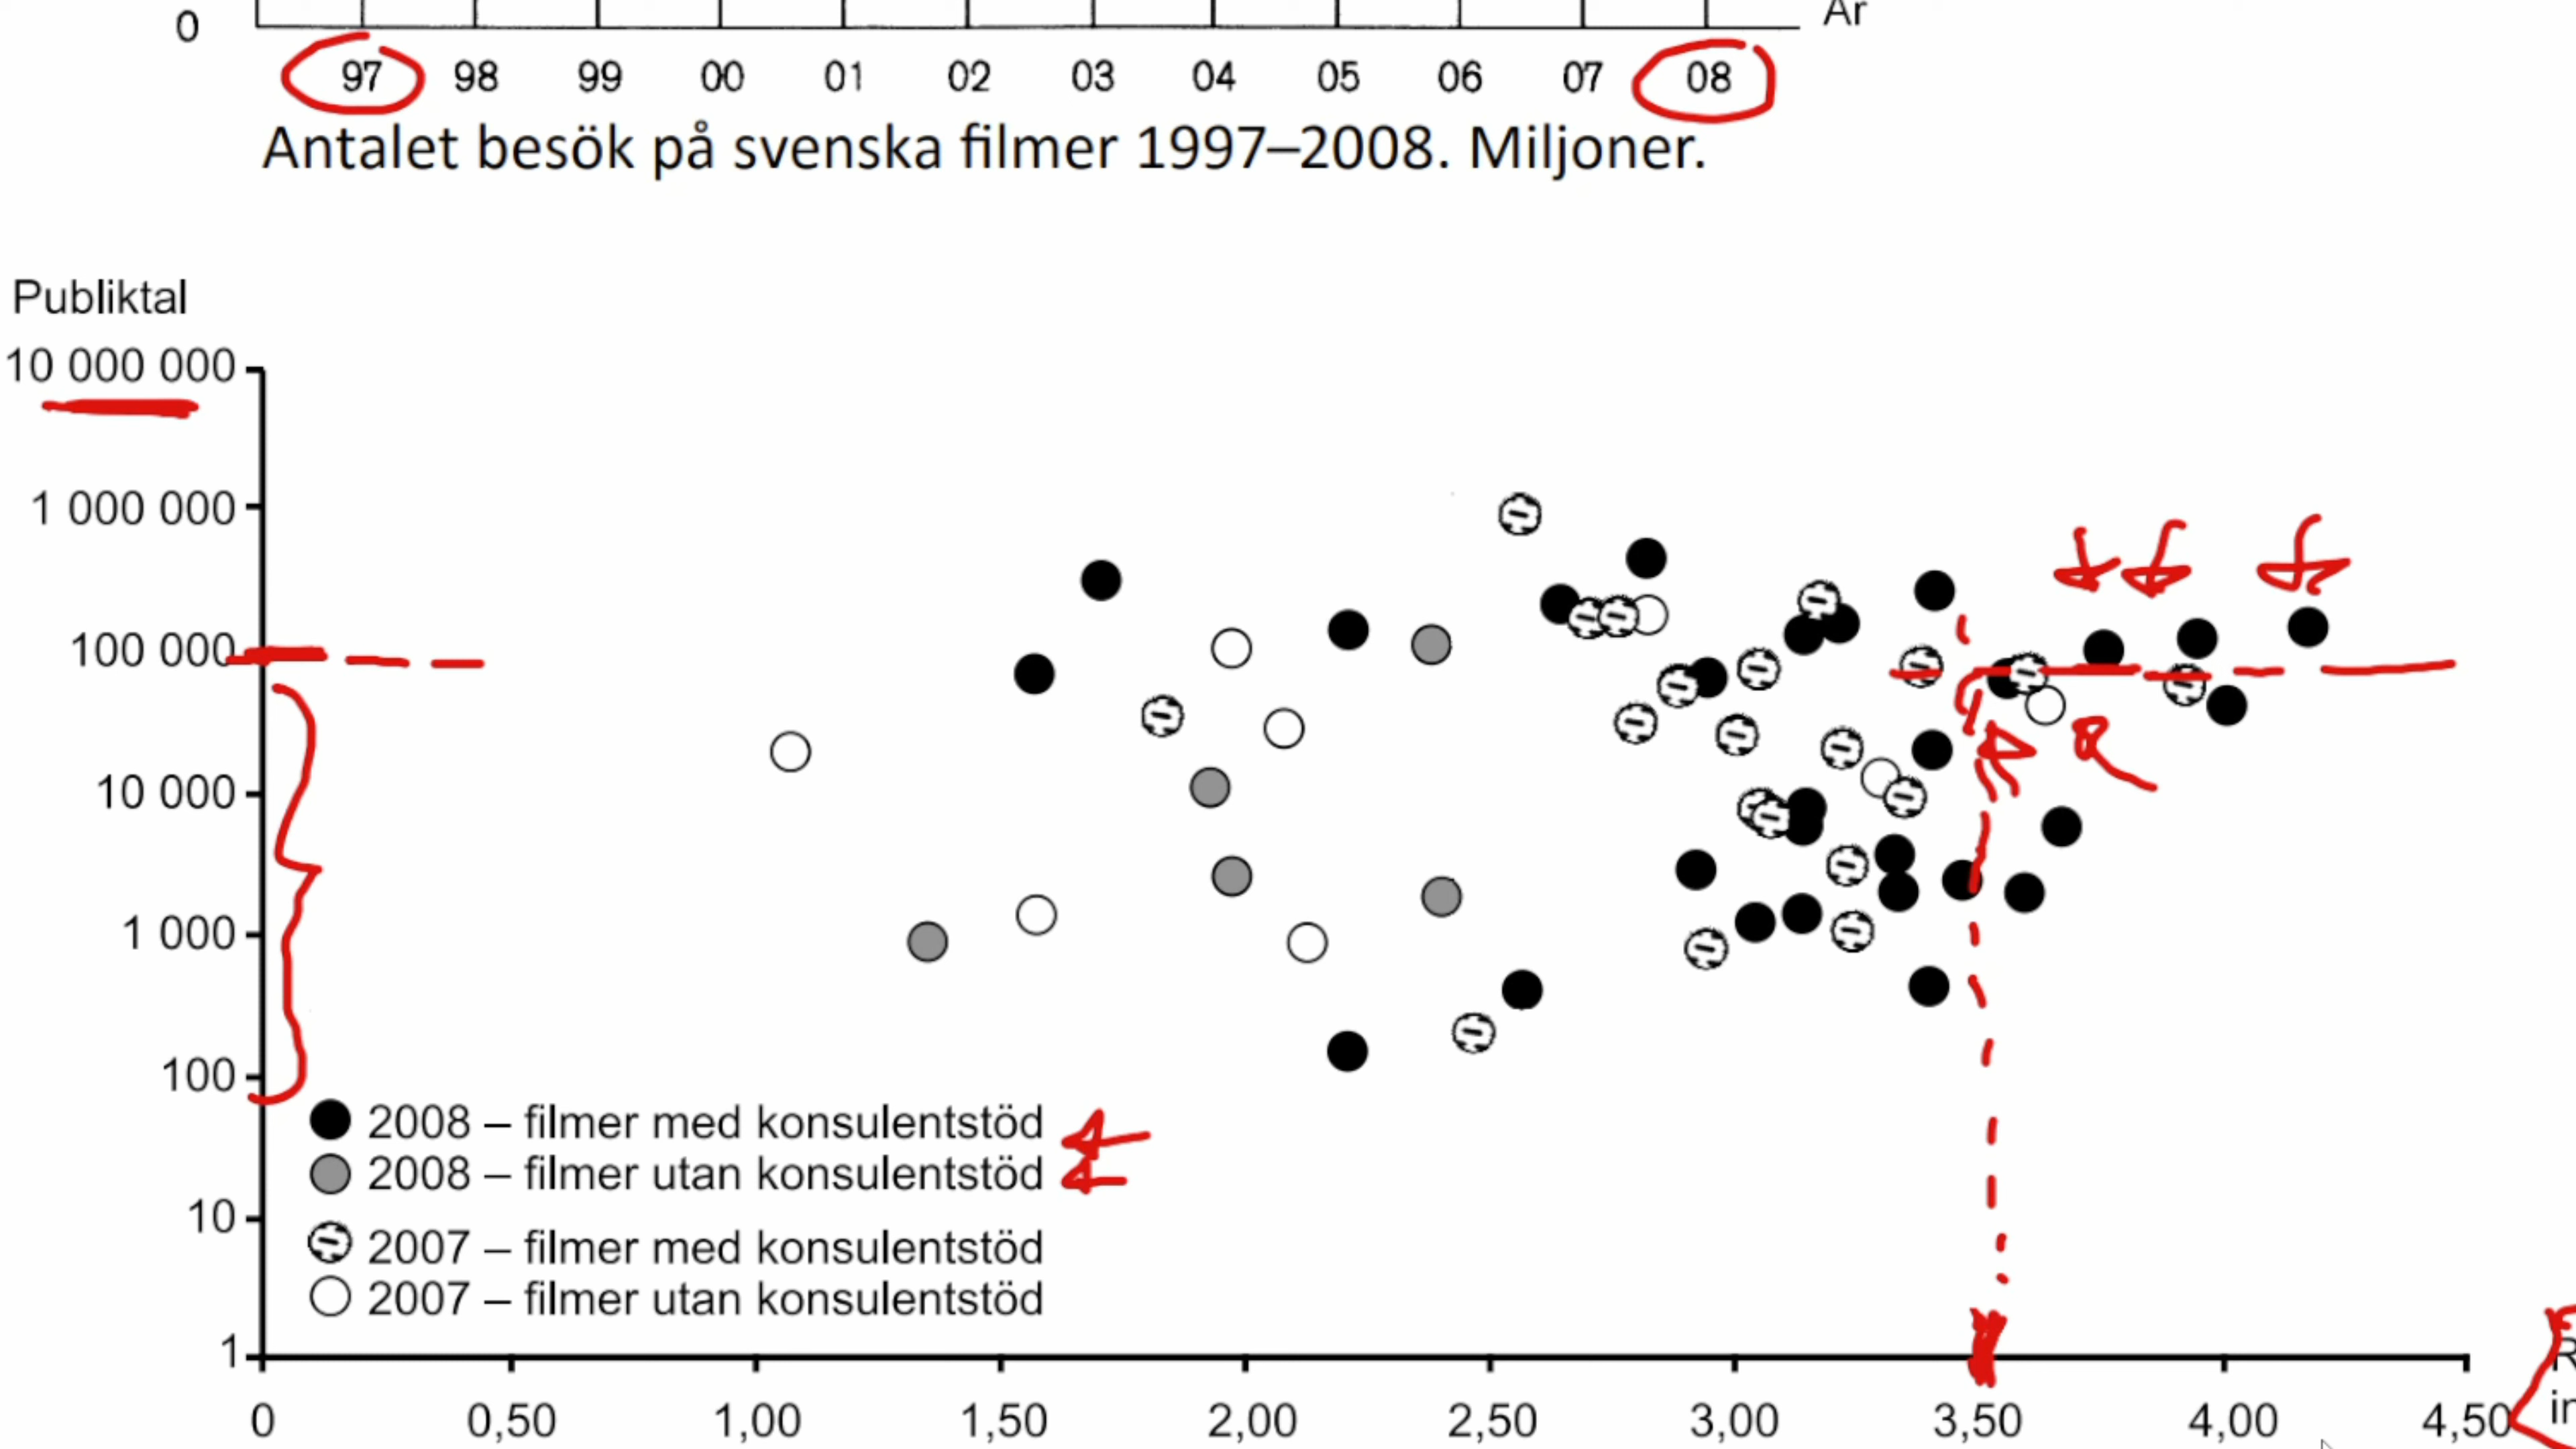 År
0
97 98 99 00 01 02 03 04 05 06 07 08
Antalet besök på svenska filmer 1997–2008. Miljoner.
Publiktal
10 000 000
1 000 000
100 000
10 000
1 000
100
2008 – filmer med konsulentstöd
2008 – filmer utan konsulentstöd
10
2007 – filmer med konsulentstöd
2007 – filmer utan konsulentstöd
1
0 0,50 1,00 1,50 2,00 2,50 3,00 3,50 4,00 4,50